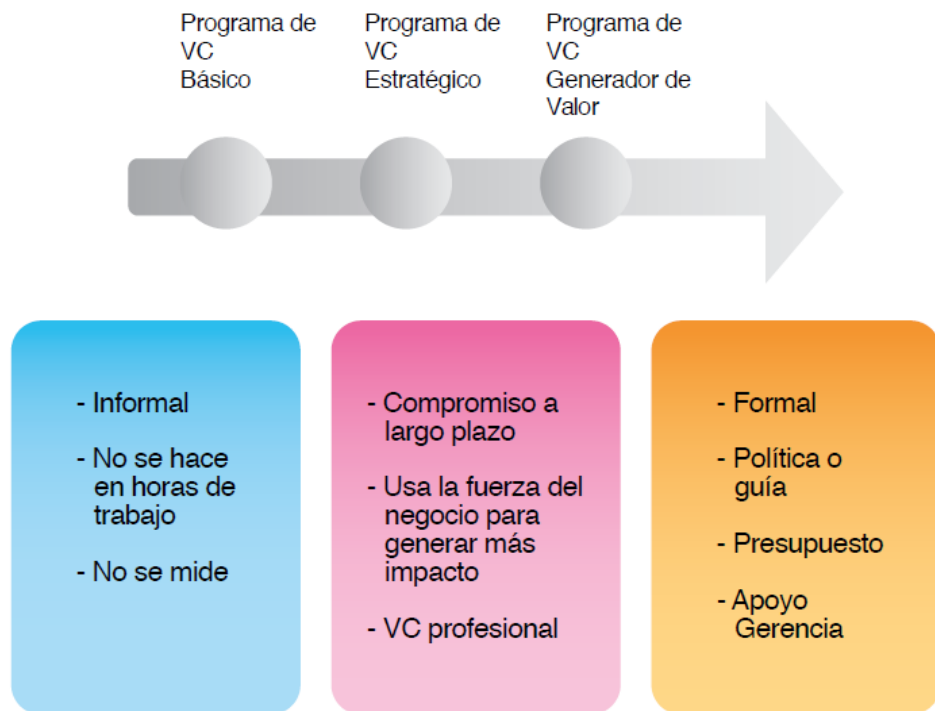 Programa de
VC
Básico
Programa de
VC
Estratégico
Programa de
VC
Generador de
Valor
- Informal
- No se hace
en horas de
trabajo
- No se mide
- Compromiso a
largo plazo
- Usa la fuerza del
negocio para
generar más
impacto
- VC profesional
- Formal
- Política o
guía
- Presupuesto
- Apoyo
Gerencia